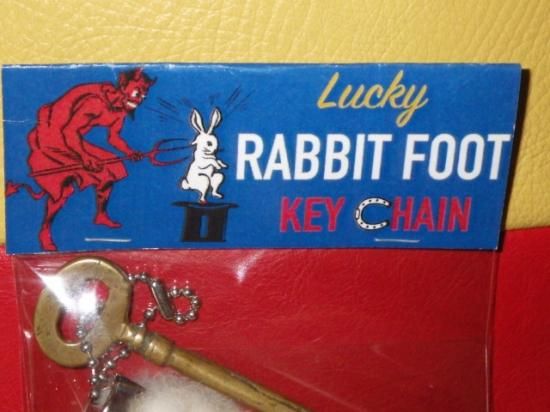 Lucky
RABBIT FOOT
KEY CHAIN